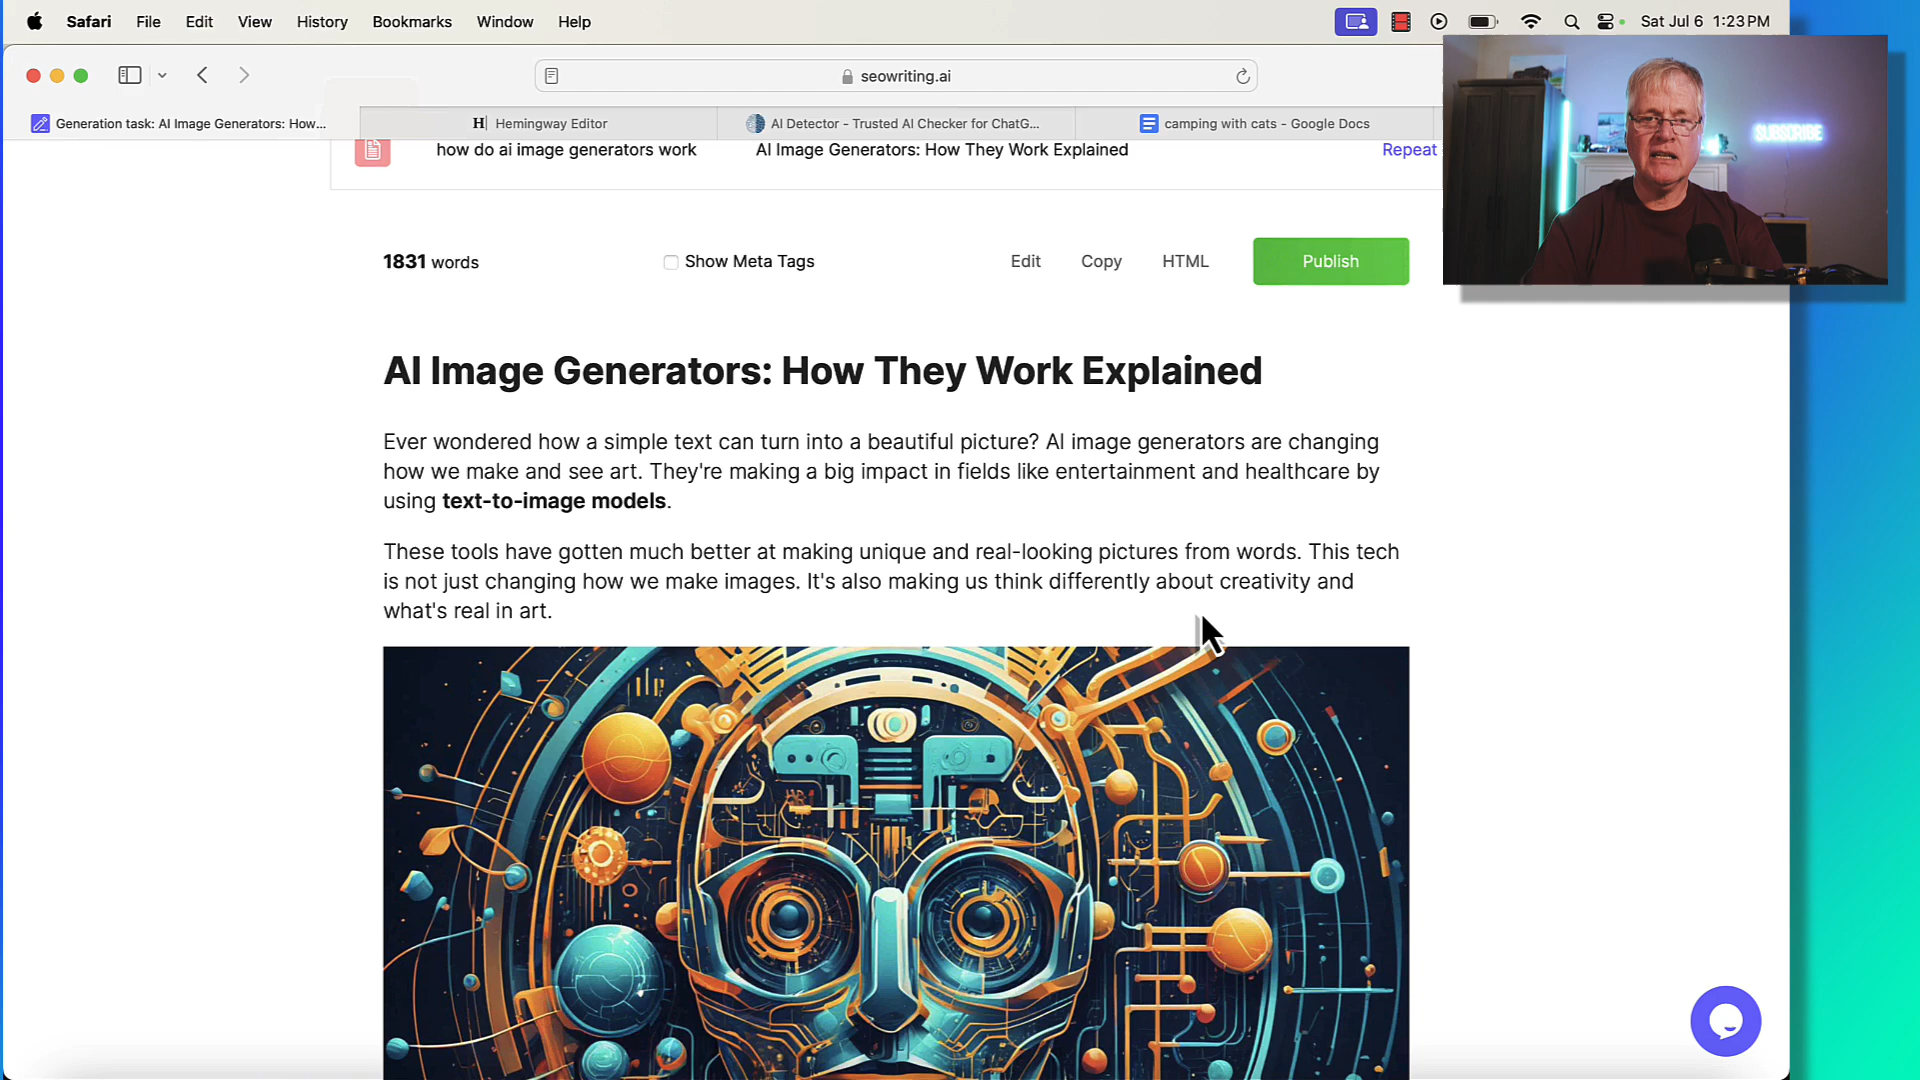 Safari File Edit View History Bookmarks Window Help Sat Jul 6 1:23 PM
seowriting.ai
Generation task: AI Image Generators: How... Hemingway Editor AI Detector - Trusted AI Checker for ChatG... camping with cats - Google Docs
how do ai image generators work AI Image Generators: How They Work Explained Repeat
SUBSCRIBE
1831 words Show Meta Tags Edit Copy HTML Publish
AI Image Generators: How They Work Explained
Ever wondered how a simple text can turn into a beautiful picture? AI image generators are changing
how we make and see art. They're making a big impact in fields like entertainment and healthcare by
using text-to-image models.
These tools have gotten much better at making unique and real-looking pictures from words. This tech
is not just changing how we make images. It's also making us think differently about creativity and
what's real in art.